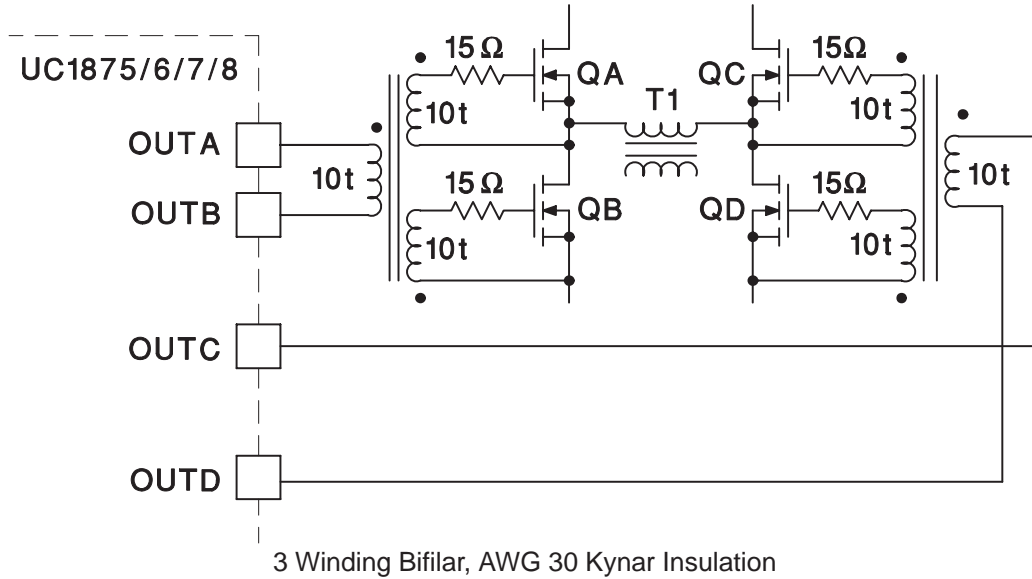 UC1875/6/7/8
15Ω
QA
QC
15Ω
T1
10t
10t
OUTA
10t
10t
15Ω
15Ω
OUTB
QB
QD
10t
10t
OUTC
OUTD
3 Winding Bifilar, AWG 30 Kynar Insulation